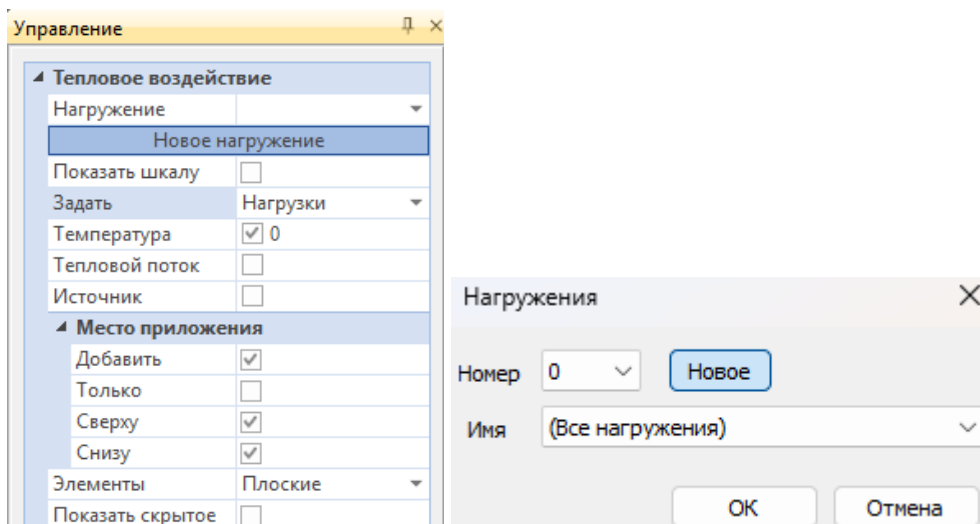 Управление
Тепловое воздействие
Нагружение
Новое нагружение
Показать шкалу
Задать Нагрузки
Температура 0
Тепловой поток
Источник
Место приложения
Добавить
Только
Сверху
Снизу
Элементы Плоские
Показать скрытое
Нагружения
Номер 0 Новое
Имя (Все нагружения)
ОК Отмена